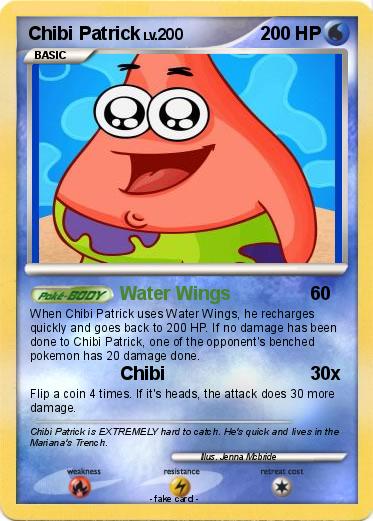 Chibi Patrick LV.200 200 HP
BASIC
Poké-BODY Water Wings 60
When Chibi Patrick uses Water Wings, he recharges
quickly and goes back to 200 HP. If no damage has been
done to Chibi Patrick, one of the opponent's benched
pokemon has 20 damage done.
Chibi 30x
Flip a coin 4 times. If it's heads, the attack does 30 more
damage.
Chibi Patrick is EXTREMELY hard to catch. He's quick and lives in the
Mariana's Trench.
Illus. Jenna Mcbride
weakness resistance retreat cost
- fake card -